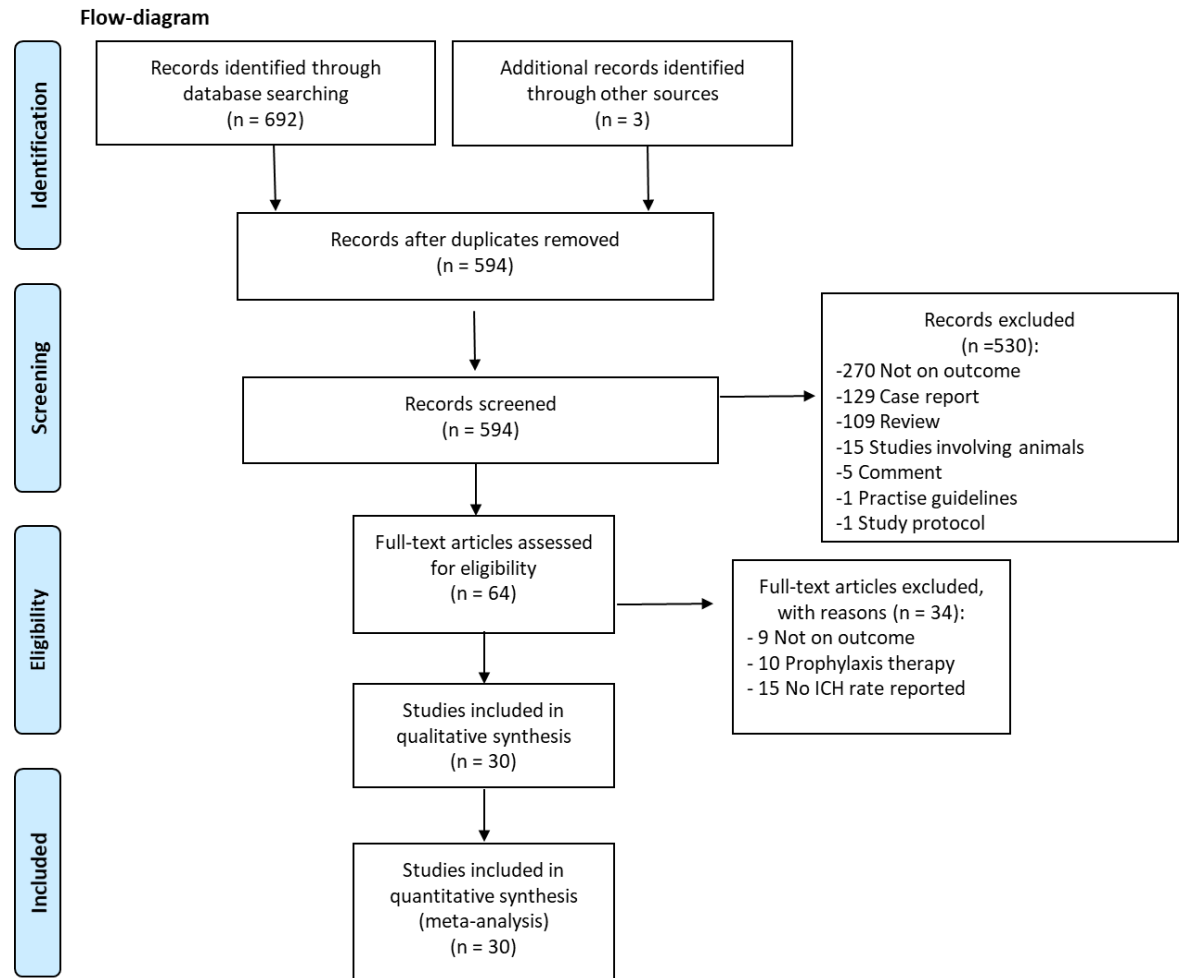 Flow-diagram
Identification
Records identified through
database searching
(n = 692)
Additional records identified
through other sources
(n = 3)
Records after duplicates removed
(n = 594)
Screening
Records screened
(n = 594)
Records excluded
(n =530):
-270 Not on outcome
-129 Case report
-109 Review
-15 Studies involving animals
-5 Comment
-1 Practise guidelines
-1 Study protocol
Eligibility
Full-text articles assessed
for eligibility
(n = 64)
Full-text articles excluded,
with reasons (n = 34):
- 9 Not on outcome
- 10 Prophylaxis therapy
- 15 No ICH rate reported
Studies included in
qualitative synthesis
(n = 30)
Included
Studies included in
quantitative synthesis
(meta-analysis)
(n = 30)